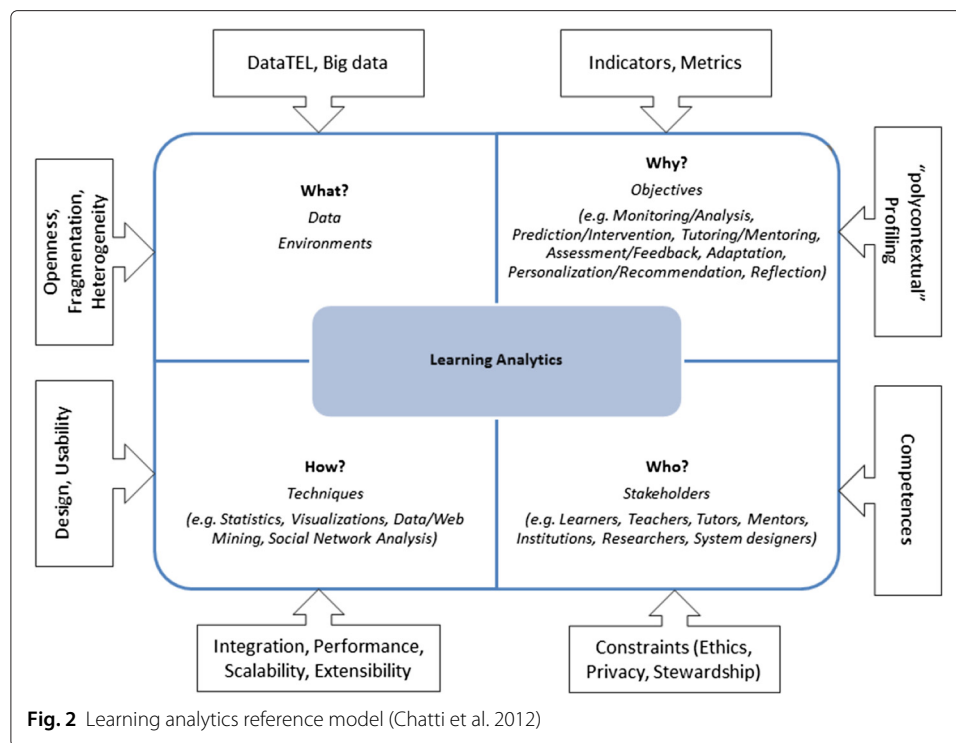 DataTEL, Big data
Indicators, Metrics
Openness,
Fragmentation,
Heterogeneity
What?
Data
Environments
Why?
Objectives
(e.g. Monitoring/Analysis,
Prediction/Intervention, Tutoring/Mentoring,
Assessment/Feedback, Adaptation,
Personalization/Recommendation, Reflection)
“polycontextual”
Profiling
Learning Analytics
Design, Usability
How?
Techniques
(e.g. Statistics, Visualizations, Data/Web
Mining, Social Network Analysis)
Who?
Stakeholders
(e.g. Learners, Teachers, Tutors, Mentors,
Institutions, Researchers, System designers)
Competences
Integration, Performance,
Scalability, Extensibility
Constraints (Ethics,
Privacy, Stewardship)
Fig. 2 Learning analytics reference model (Chatti et al. 2012)